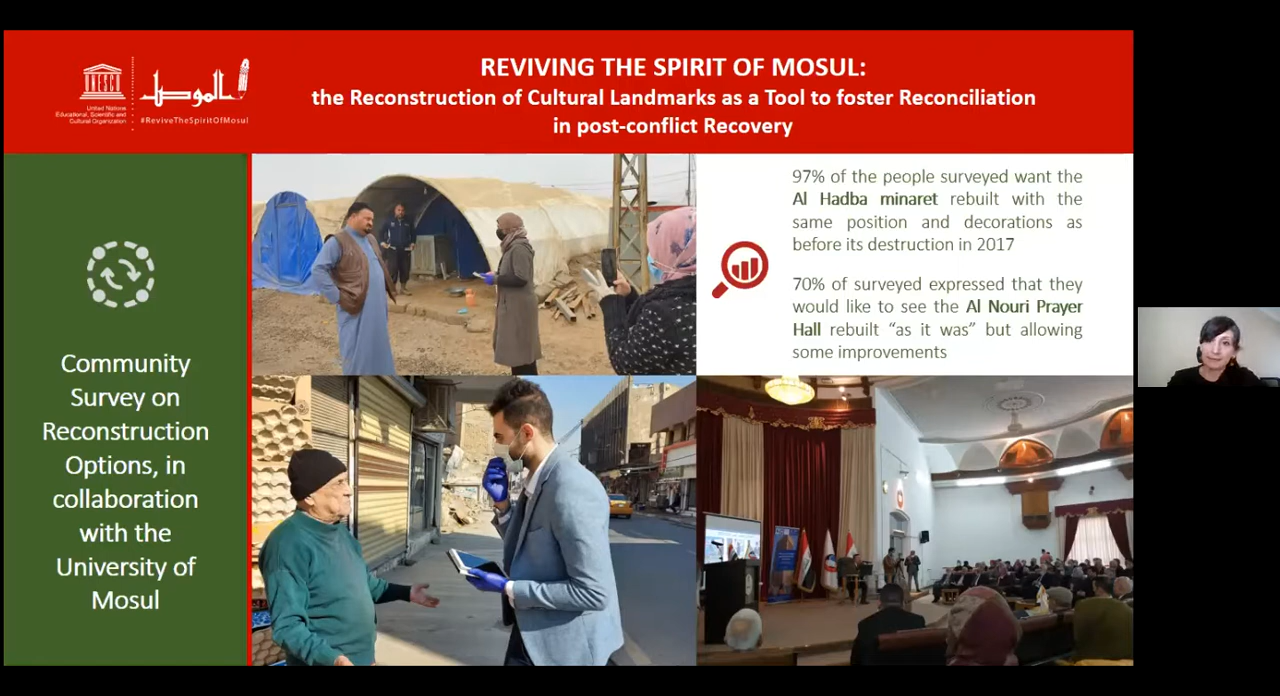 REVIVING THE SPIRIT OF MOSUL:
the Reconstruction of Cultural Landmarks as a Tool to foster Reconciliation
in post-conflict Recovery
UNESCO
United Nations
Educational, Scientific and
Cultural Organization
الموصل
#ReviveTheSpiritOfMosul
Community
Survey on
Reconstruction
Options, in
collaboration
with the
University of
Mosul
97% of the people surveyed want the
Al Hadba minaret rebuilt with the
same position and decorations as
before its destruction in 2017
70% of surveyed expressed that they
would like to see the Al Nouri Prayer
Hall rebuilt “as it was” but allowing
some improvements